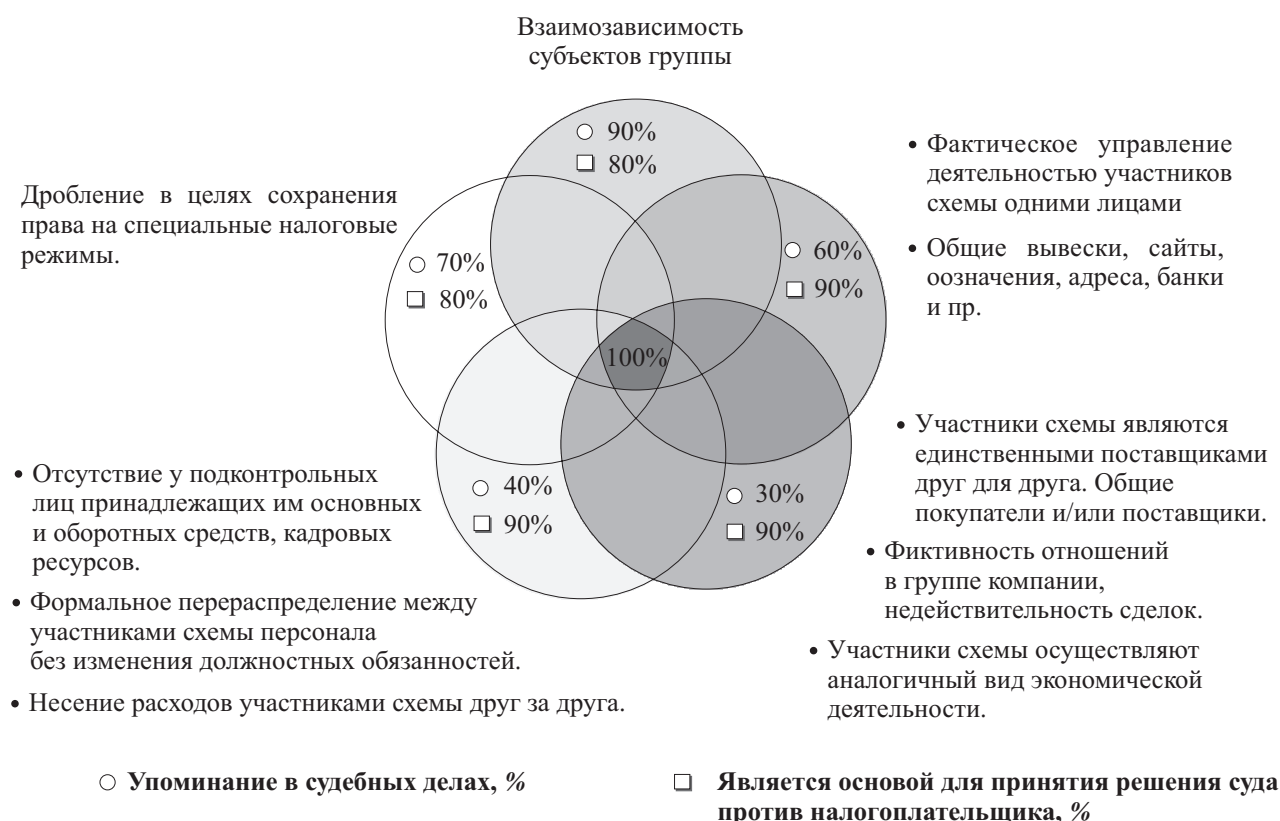 Взаимозависимость
субъектов группы
90%
80%
Дробление в целях сохранения
права на специальные налоговые
режимы.
70%
80%
• Фактическое управление
деятельностью участников
схемы одними лицами
• Общие вывески, сайты,
оозначения, адреса, банки
и пр.
60%
90%
100%
• Отсутствие у подконтрольных
лиц принадлежащих им основных
и оборотных средств, кадровых
ресурсов.
• Формальное перераспределение между
участниками схемы персонала
без изменения должностных обязанностей.
• Несение расходов участниками схемы друг за друга.
40%
90%
30%
90%
• Участники схемы являются
единственными поставщиками
друг для друга. Общие
покупатели и/или поставщики.
• Фиктивность отношений
в группе компании,
недействительность сделок.
• Участники схемы осуществляют
аналогичный вид экономической
деятельности.
Упоминание в судебных делах, %
Является основой для принятия решения суда
против налогоплательщика, %